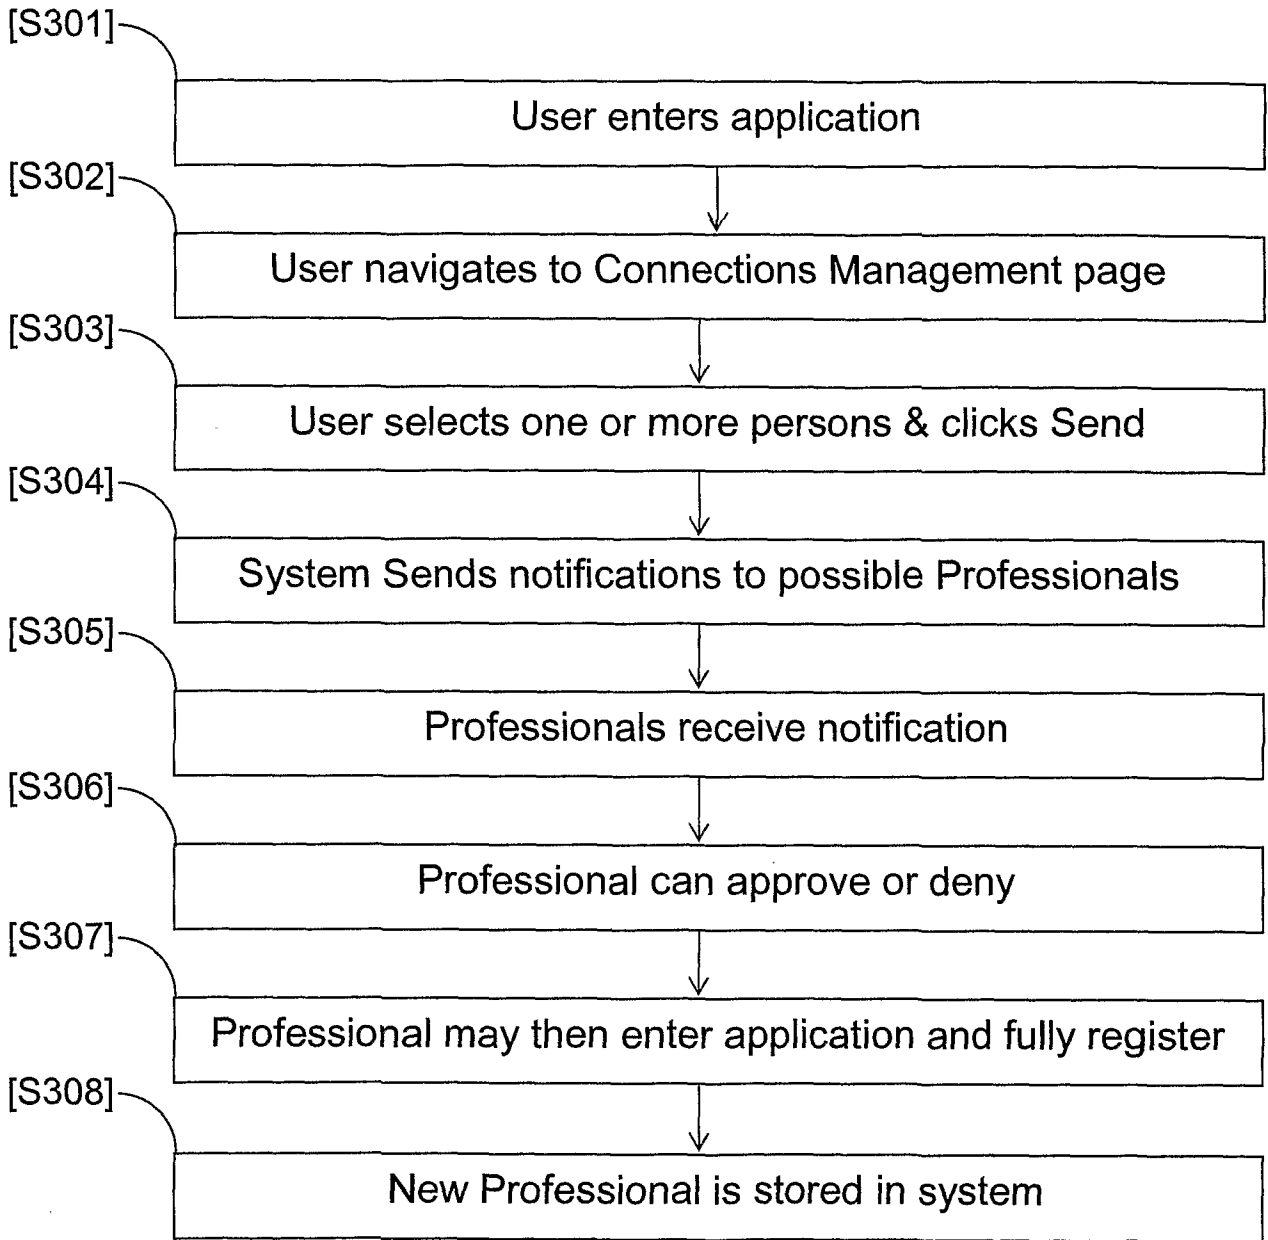 [S301]
User enters application
[S302]
User navigates to Connections Management page
[S303]
User selects one or more persons & clicks Send
[S304]
System Sends notifications to possible Professionals
[S305]
Professionals receive notification
[S306]
Professional can approve or deny
[S307]
Professional may then enter application and fully register
[S308]
New Professional is stored in system